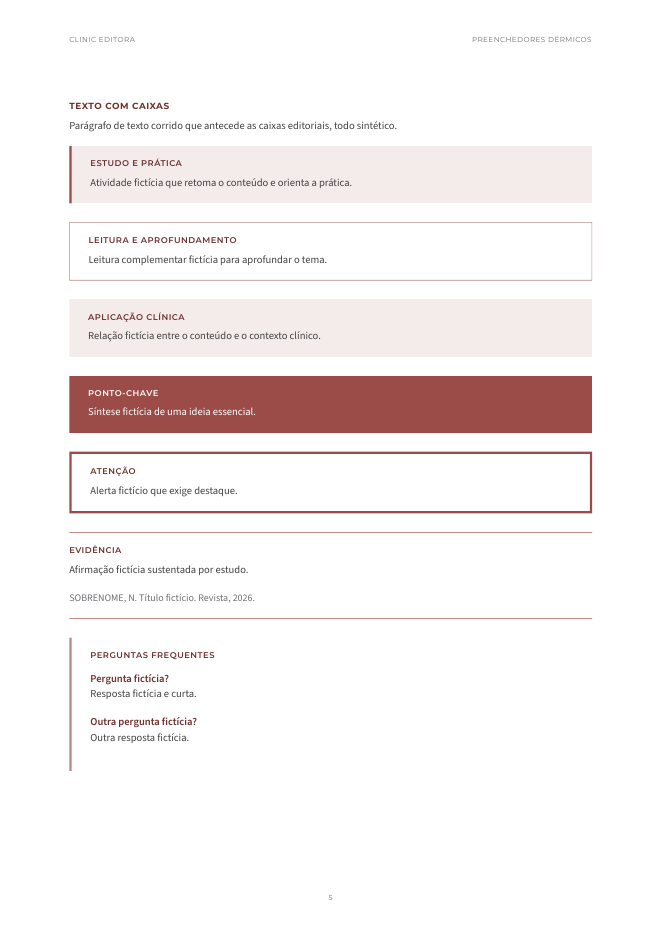 CLINIC EDITORA
PREENCHEDORES DÉRMICOS
TEXTO COM CAIXAS
Parágrafo de texto corrido que antecede as caixas editoriais, todo sintético.
ESTUDO E PRÁTICA
Atividade fictícia que retoma o conteúdo e orienta a prática.
LEITURA E APROFUNDAMENTO
Leitura complementar fictícia para aprofundar o tema.
APLICAÇÃO CLÍNICA
Relação fictícia entre o conteúdo e o contexto clínico.
PONTO-CHAVE
Síntese fictícia de uma ideia essencial.
ATENÇÃO
Alerta fictício que exige destaque.
EVIDÊNCIA
Afirmação fictícia sustentada por estudo.
SOBRENOME, N. Título fictício. Revista, 2026.
PERGUNTAS FREQUENTES
Pergunta fictícia?
Resposta fictícia e curta.
Outra pergunta fictícia?
Outra resposta fictícia.
5